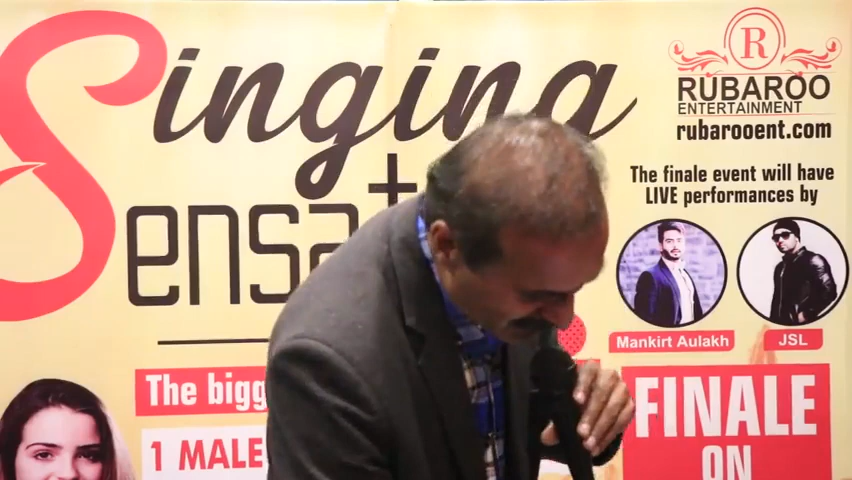 Singing
R
RUBAROO
ENTERTAINMENT
rubarooent.com
The finale event will have
LIVE performances by
Mankirt Aulakh
JSL
The bigg
1 MALE
FINALE
ON